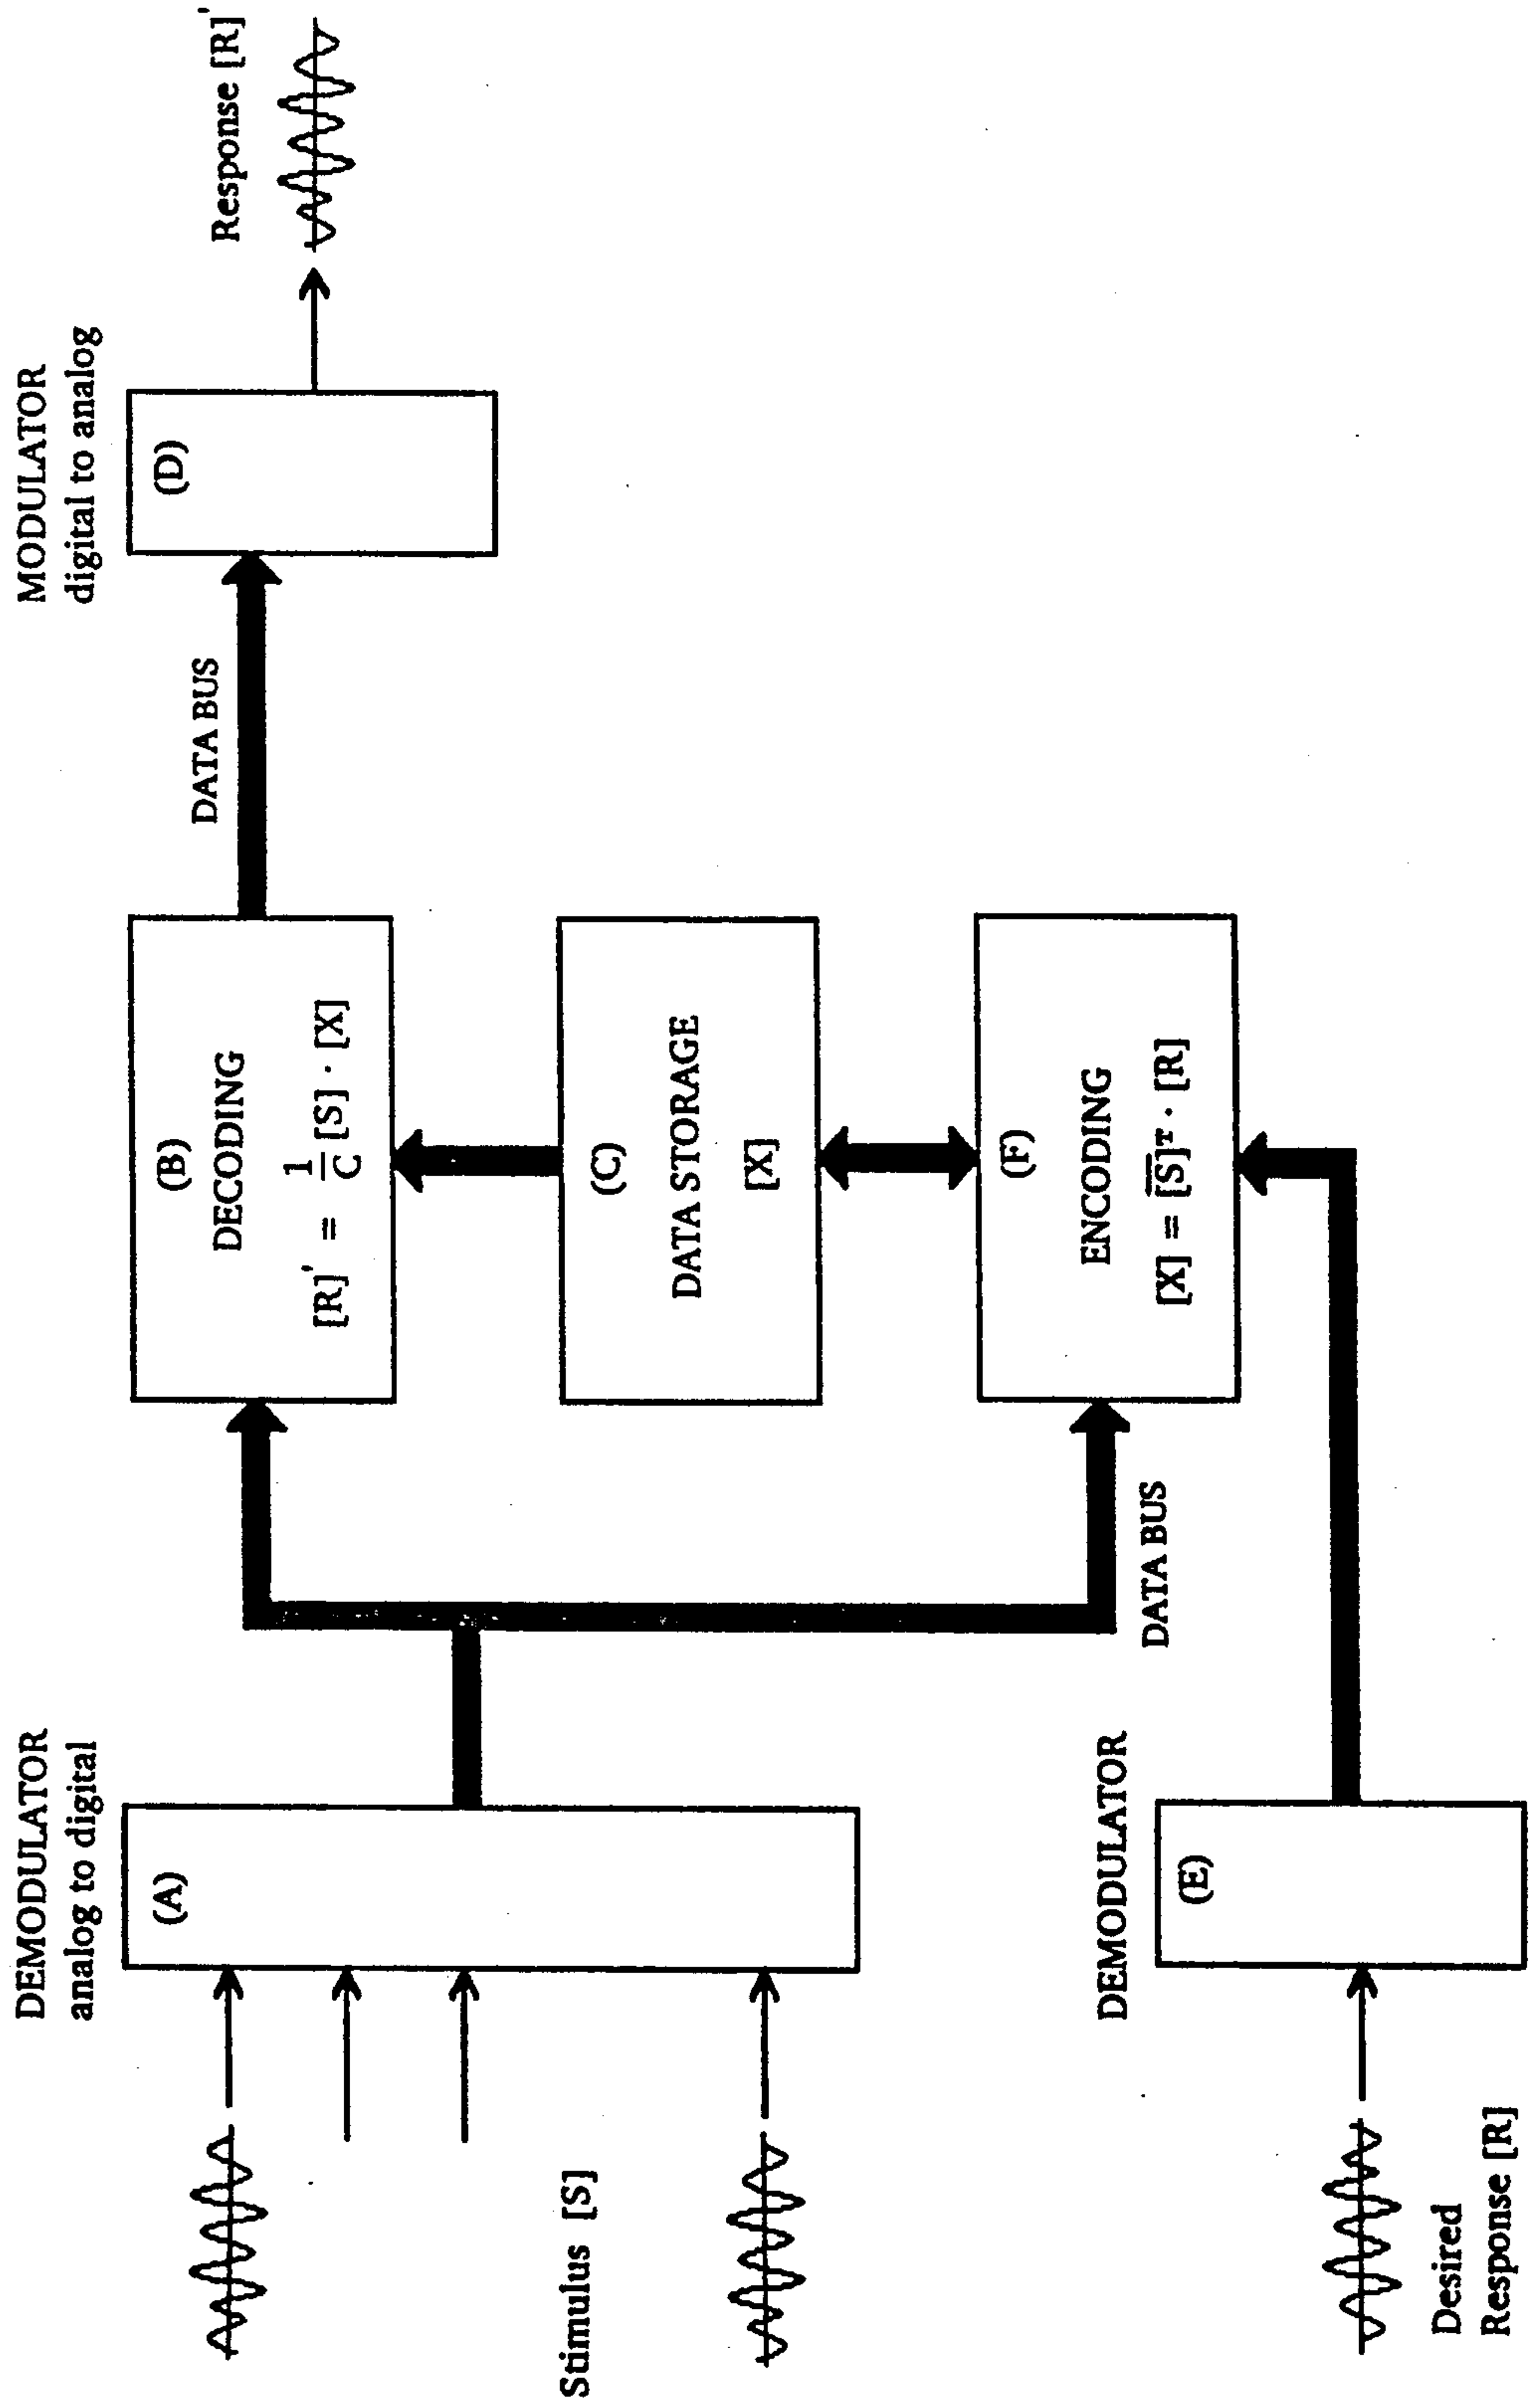 DEMODULATOR
analog to digital
(A)
Stimulus [S]
DEMODULATOR
(E)
Desired
Response [R]
DATA BUS
(B)
DECODING
[R]' = 1/C [S] · [X]
(C)
DATA STORAGE
[X]
(F)
ENCODING
[X] = [S̅]ᵀ · [R]
DATA BUS
MODULATOR
digital to analog
(D)
Response [R]'